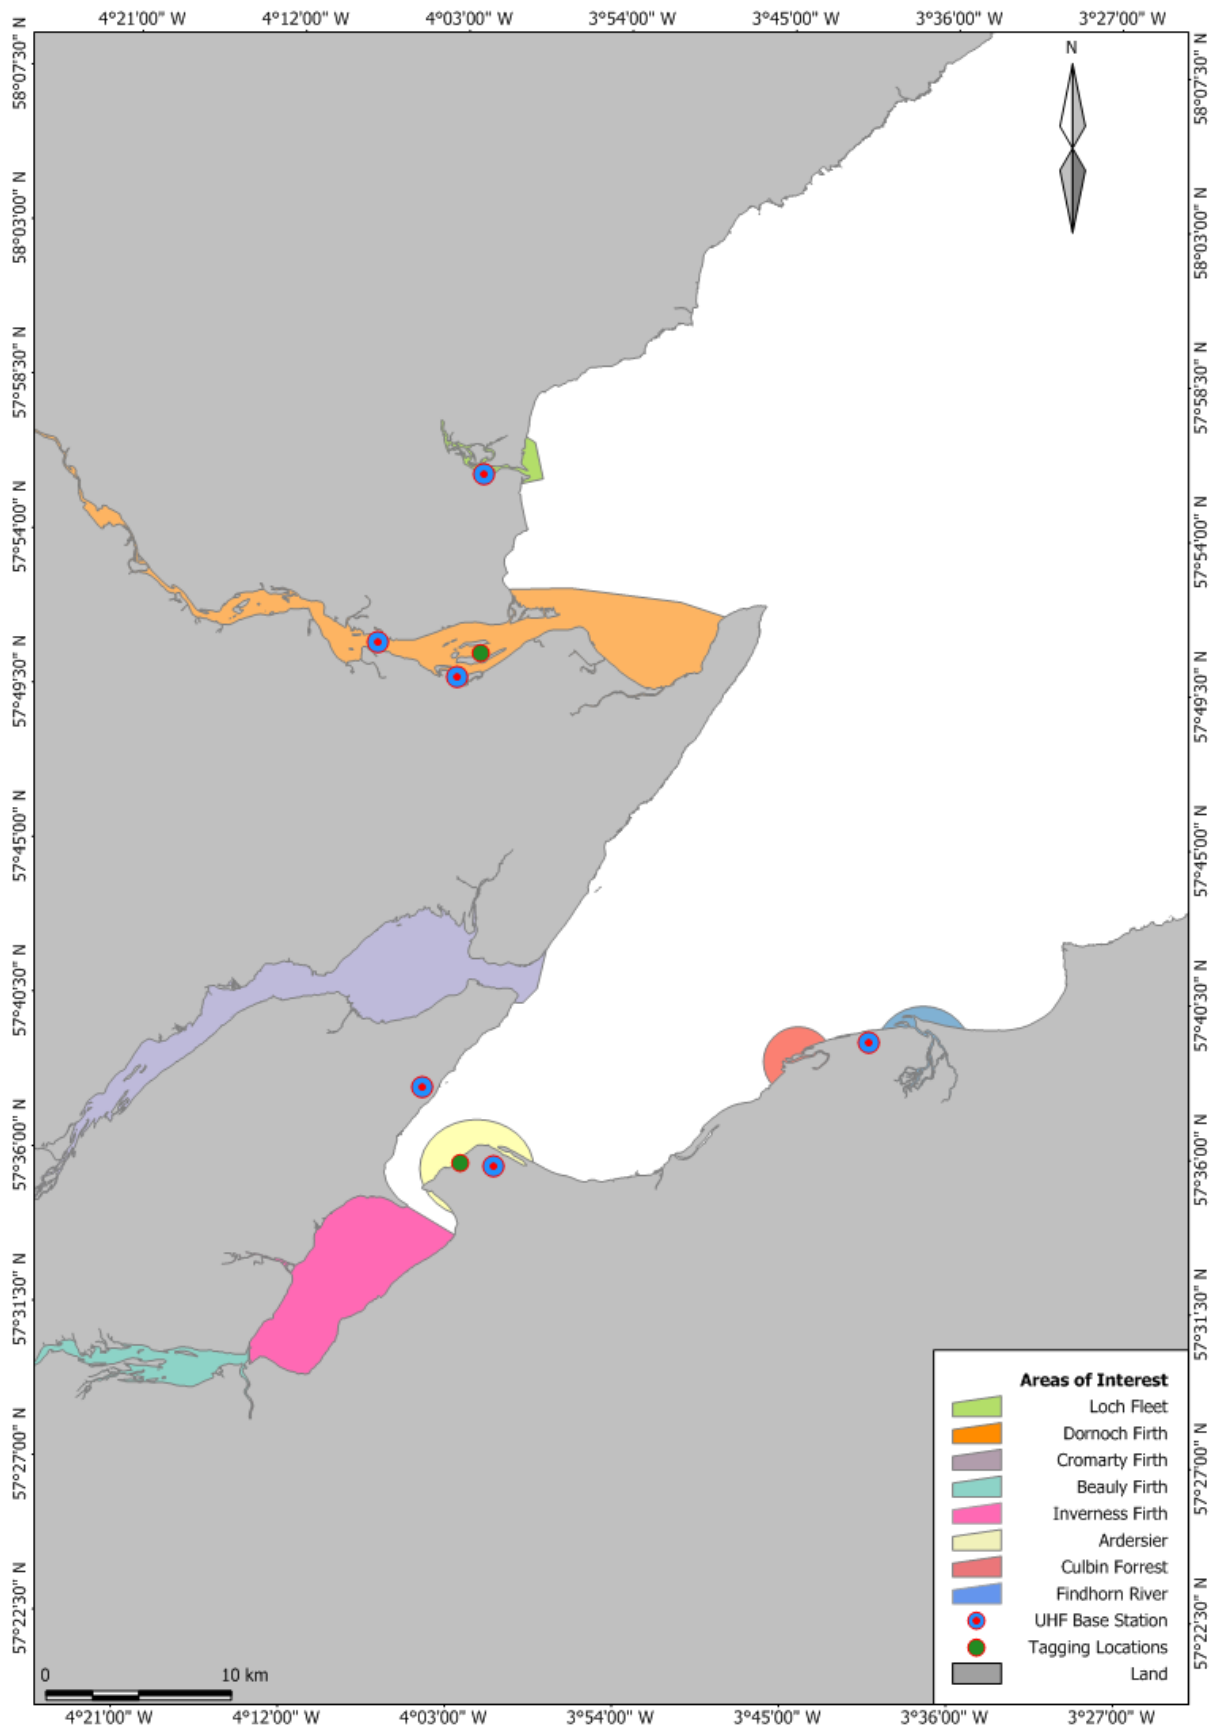 4°21'00" W 4°12'00" W 4°03'00" W 3°54'00" W 3°45'00" W 3°36'00" W 3°27'00" W
N
58°07'30" N 58°07'30" N
58°03'00" N 58°03'00" N
57°58'30" N 57°58'30" N
57°54'00" N 57°54'00" N
57°49'30" N 57°49'30" N
57°45'00" N 57°45'00" N
57°40'30" N 57°40'30" N
57°36'00" N 57°36'00" N
57°31'30" N 57°31'30" N
57°27'00" N 57°27'00" N
57°22'30" N 57°22'30" N
Areas of Interest
Loch Fleet
Dornoch Firth
Cromarty Firth
Beauly Firth
Inverness Firth
Ardersier
Culbin Forrest
Findhorn River
UHF Base Station
Tagging Locations
Land
0 10 km
4°21'00" W 4°12'00" W 4°03'00" W 3°54'00" W 3°45'00" W 3°36'00" W 3°27'00" W